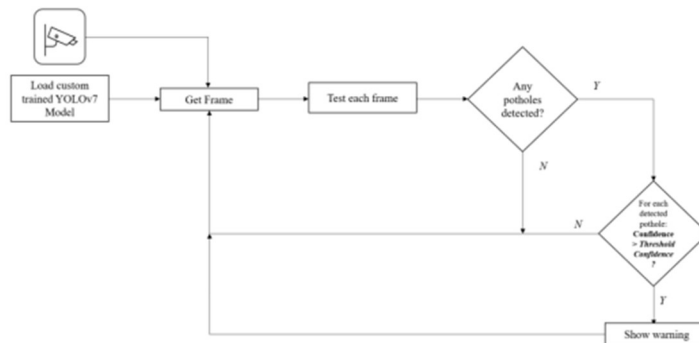 Load custom
trained YOLOv7
Model
Get Frame
Test each frame
Any
potholes
detected?
Y
N
N
For each
detected
pothole:
Confidence
> Threshold
Confidence
?
Y
Show warning